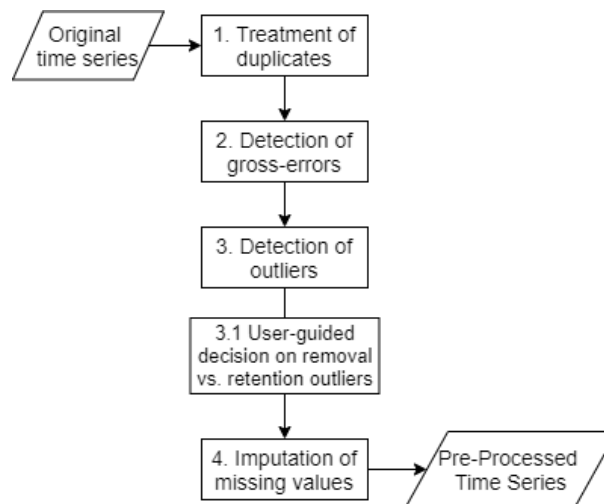 Original
time series
1. Treatment of
duplicates
2. Detection of
gross-errors
3. Detection of
outliers
3.1 User-guided
decision on removal
vs. retention outliers
4. Imputation of
missing values
Pre-Processed
Time Series